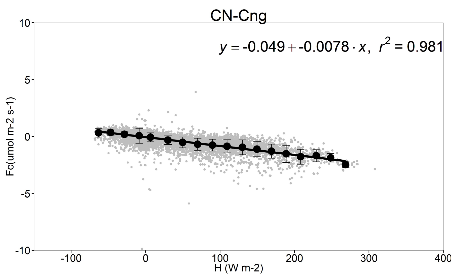 CN-Cng
y = -0.049 + -0.0078 · x, r² = 0.981
Fc(umol m-2 s-1)
10
5
0
-5
-10
-100 0 100 200 300 400
H (W m-2)